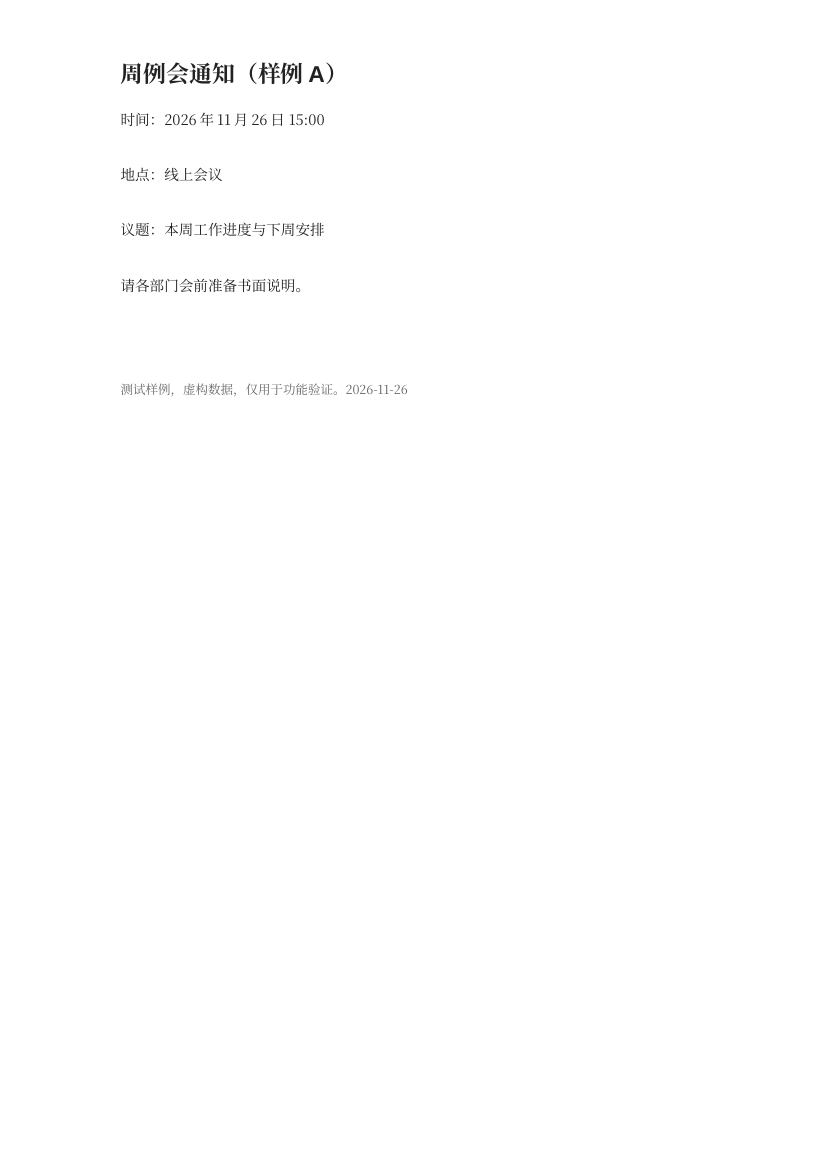 周例会通知（样例 A）
时间：2026 年 11 月 26 日 15:00
地点：线上会议
议题：本周工作进度与下周安排
请各部门会前准备书面说明。
测试样例，虚构数据，仅用于功能验证。2026-11-26